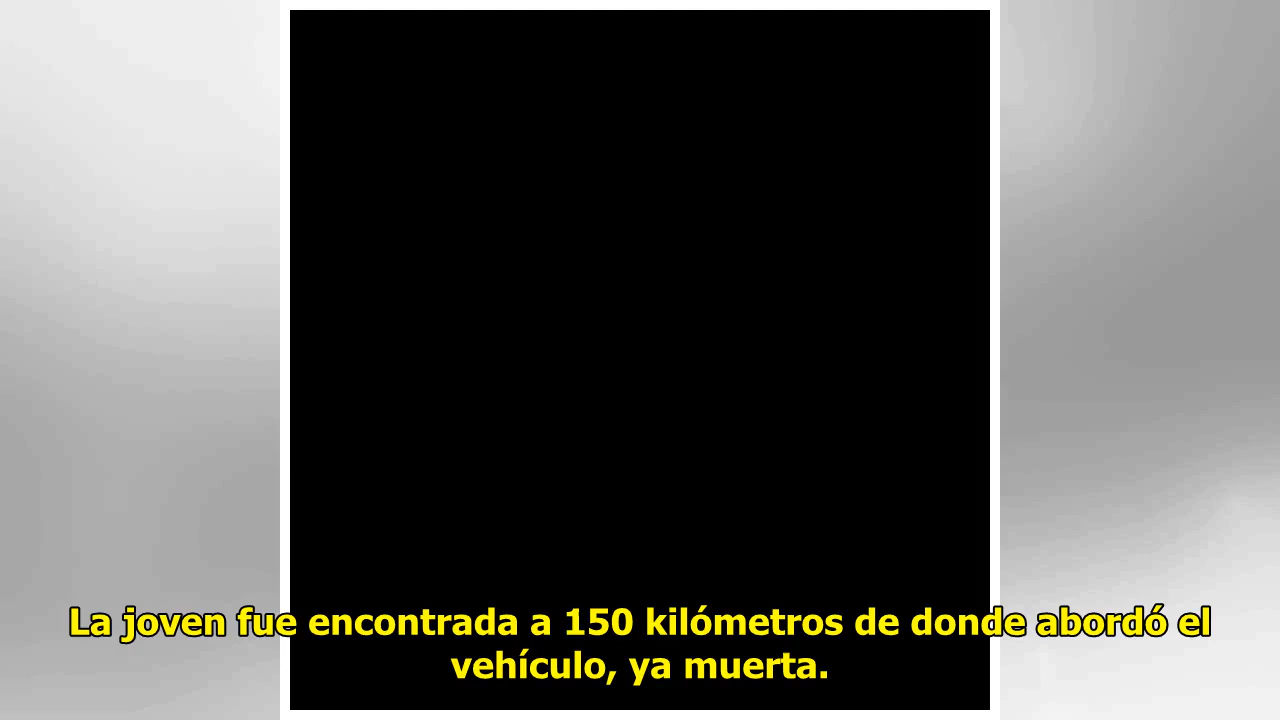 La joven fue encontrada a 150 kilómetros de donde abordó el
vehículo, ya muerta.